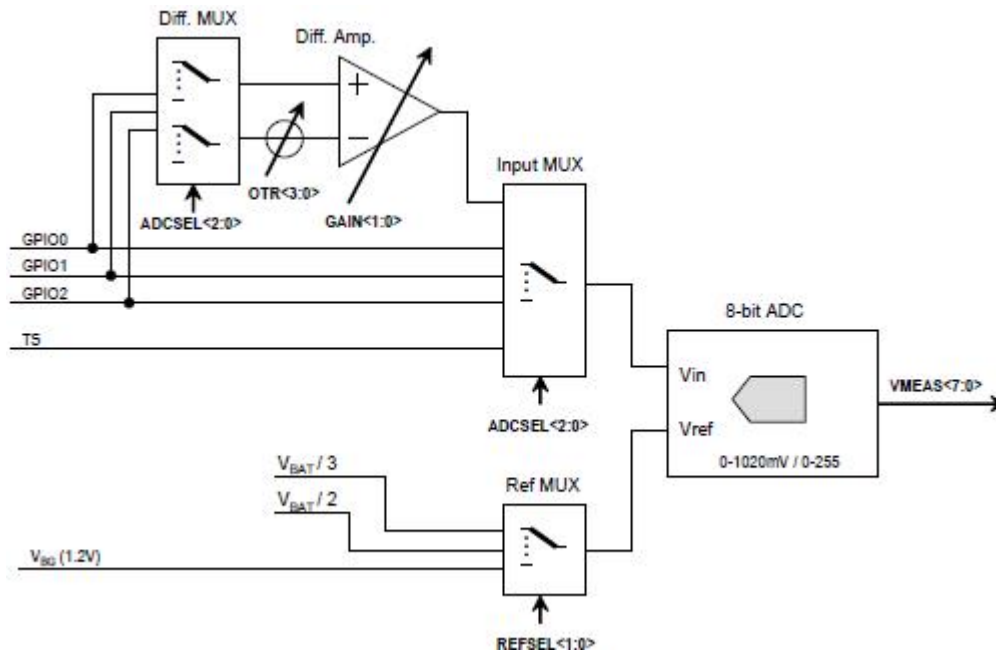 Diff. MUX
Diff. Amp.
+
−
OTR<3:0>
GAIN<1:0>
ADCSEL<2:0>
Input MUX
GPIO0
GPIO1
GPIO2
TS
ADCSEL<2:0>
8-bit ADC
Vin
Vref
0-1020mV / 0-255
VMEAS<7:0>
VBAT / 3
VBAT / 2
VBG (1.2V)
Ref MUX
REFSEL<1:0>